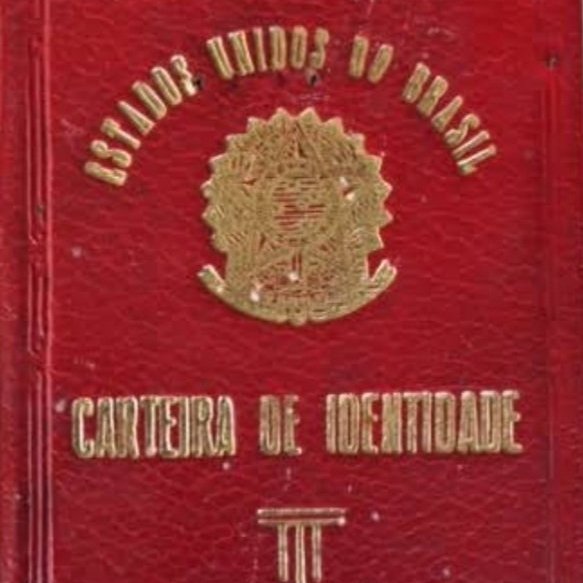 ESTADOS UNIDOS DO BRASIL
CARTEIRA DE IDENTIDADE